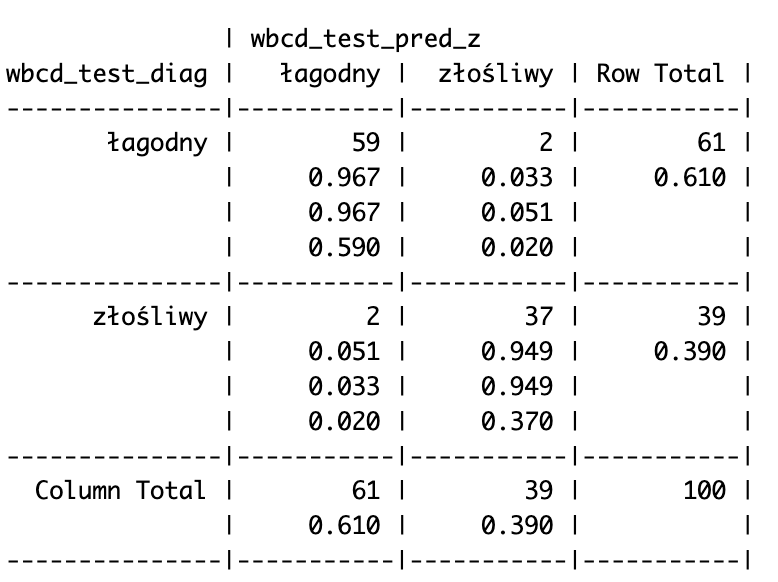 | wbcd_test_pred_z
wbcd_test_diag |   łagodny |  złośliwy | Row Total |
---------------|-----------|-----------|-----------|
       łagodny |        59 |         2 |        61 |
               |     0.967 |     0.033 |     0.610 |
               |     0.967 |     0.051 |           |
               |     0.590 |     0.020 |           |
---------------|-----------|-----------|-----------|
      złośliwy |         2 |        37 |        39 |
               |     0.051 |     0.949 |     0.390 |
               |     0.033 |     0.949 |           |
               |     0.020 |     0.370 |           |
---------------|-----------|-----------|-----------|
  Column Total |        61 |        39 |       100 |
               |     0.610 |     0.390 |           |
---------------|-----------|-----------|-----------|